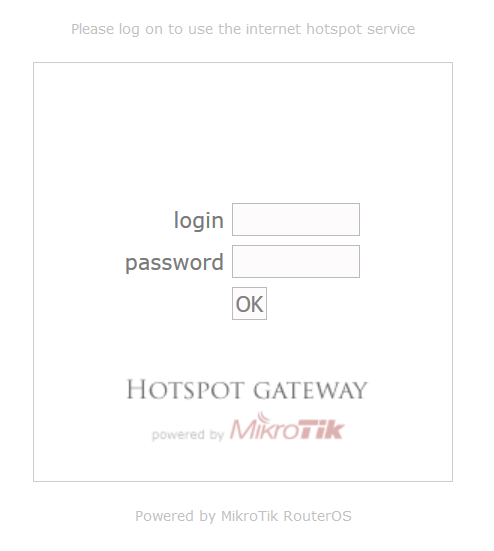 Please log on to use the internet hotspot service
login
password
OK
HOTSPOT GATEWAY
powered by MikroTik
Powered by MikroTik RouterOS